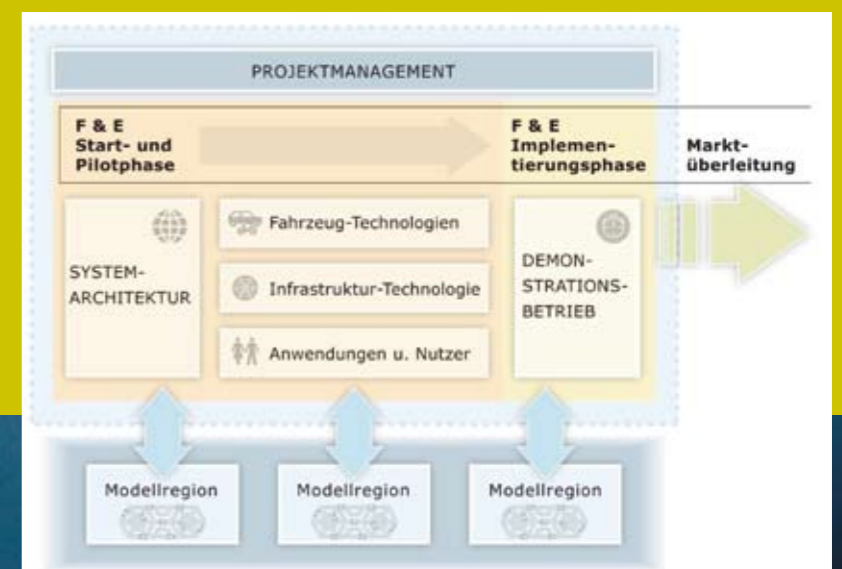 PROJEKTMANAGEMENT
F & E
Start- und
Pilotphase
F & E
Implemen-
tierungsphase
Markt-
überleitung
SYSTEM-
ARCHITEKTUR
Fahrzeug-Technologien
Infrastruktur-Technologie
Anwendungen u. Nutzer
DEMON-
STRATIONS-
BETRIEB
Modellregion
Modellregion
Modellregion